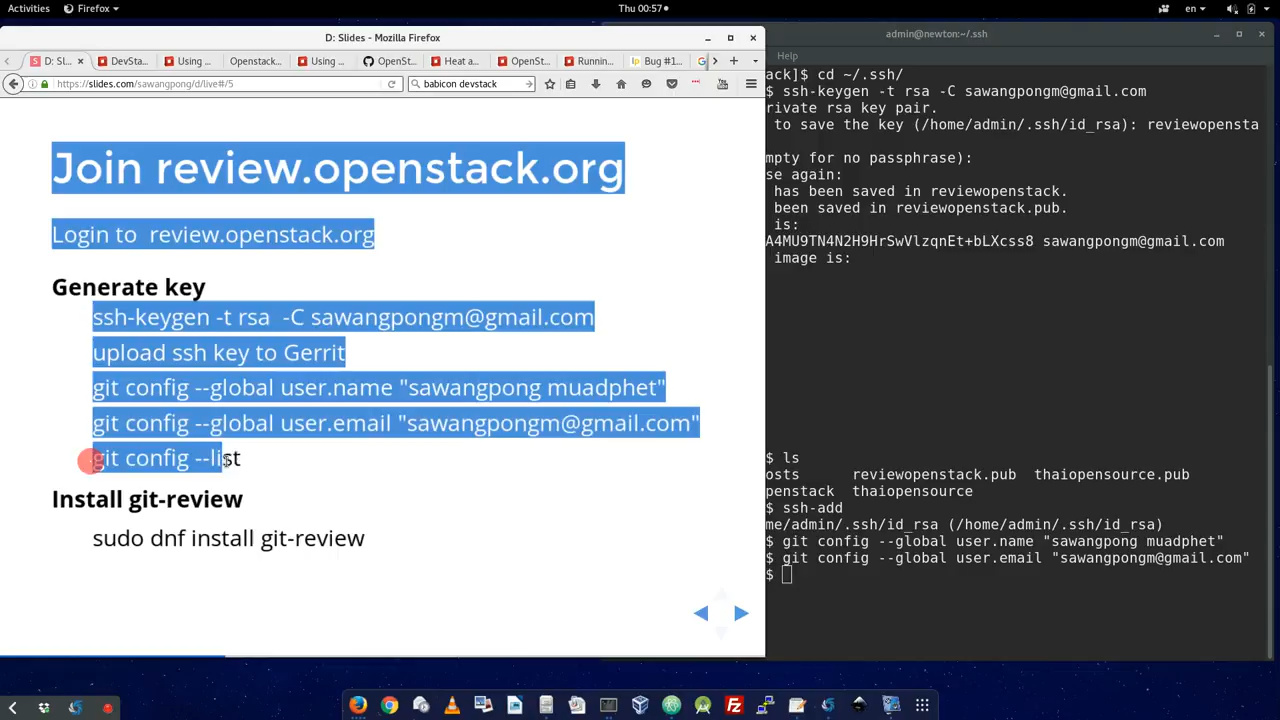 Activities
Firefox
Thu 00:57
en
D: Slides - Mozilla Firefox
D: Sl...
DevSta...
Using ...
Openstack...
Using ...
OpenSt...
Heat a...
OpenSt...
Runnin...
Bug #1...
https://slides.com/sawangpong/d/live#/5
babicon devstack
Join review.openstack.org
Login to review.openstack.org
Generate key
ssh-keygen -t rsa -C sawangpongm@gmail.com
upload ssh key to Gerrit
git config --global user.name "sawangpong muadphet"
git config --global user.email "sawangpongm@gmail.com"
git config --list
Install git-review
sudo dnf install git-review
admin@newton:~/.ssh
Help
tack]$ cd ~/.ssh/
$ ssh-keygen -t rsa -C sawangpongm@gmail.com
rivate rsa key pair.
to save the key (/home/admin/.ssh/id_rsa): reviewopensta
mpty for no passphrase):
se again:
has been saved in reviewopenstack.
been saved in reviewopenstack.pub.
is:
A4MU9TN4N2H9HrSwVlzqnEt+bLXcss8 sawangpongm@gmail.com
image is:
$ ls
osts reviewopenstack.pub thaiopensource.pub
penstack thaiopensource
$ ssh-add
me/admin/.ssh/id_rsa (/home/admin/.ssh/id_rsa)
$ git config --global user.name "sawangpong muadphet"
$ git config --global user.email "sawangpongm@gmail.com"
$